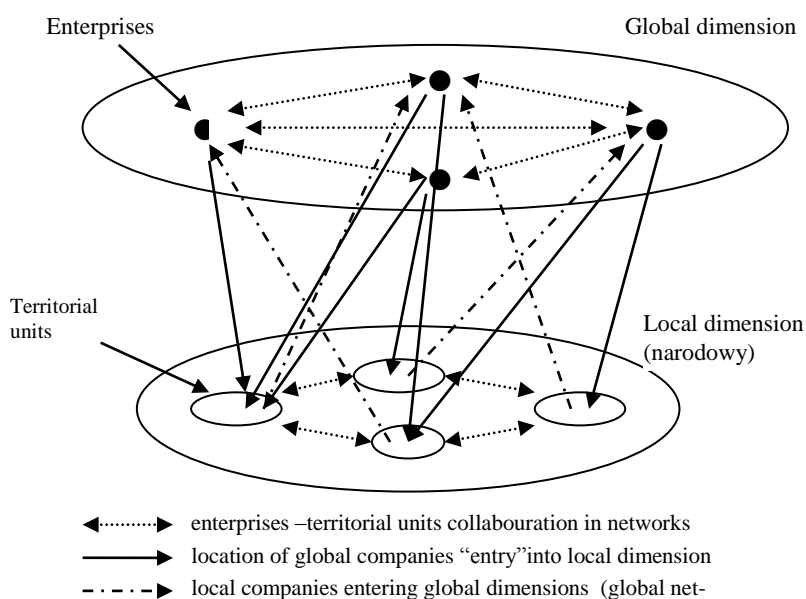 Enterprises
Global dimension
Territorial
units
Local dimension
(narodowy)
enterprises –territorial units collabouration in networks
location of global companies “entry”into local dimension
local companies entering global dimensions  (global net-